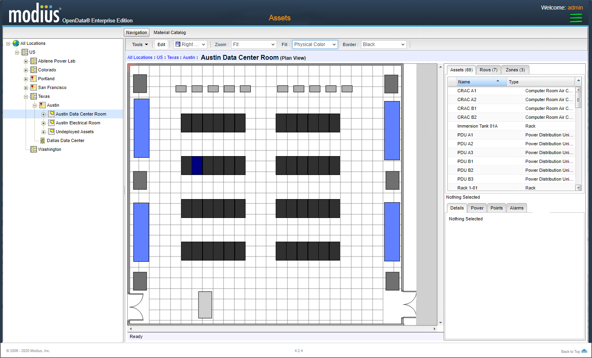 modius®
OpenData® Enterprise Edition
Assets
Welcome: admin
Navigation
Material Catalog
All Locations
US
Abilene Power Lab
Colorado
Portland
San Francisco
Texas
Austin
Austin Data Center Room
Austin Electrical Room
Undeployed Assets
Dallas Data Center
Washington
Tools
Edit
Right ...
Zoom : Fit
Fill : Physical Color
Border : Black
All Locations : US : Texas : Austin : Austin Data Center Room (Plan View)
Ready
Assets (68)
Rows (7)
Zones (3)
Name
Type
CRAC A1 Computer Room Air C...
CRAC A2 Computer Room Air C...
CRAC B1 Computer Room Air C...
CRAC B2 Computer Room Air C...
Immersion Tank 01A Rack
PDU A1 Power Distribution Uni...
PDU A2 Power Distribution Uni...
PDU A3 Power Distribution Uni...
PDU B1 Power Distribution Uni...
PDU B2 Power Distribution Uni...
PDU B3 Power Distribution Uni...
Rack 1-01 Rack
Nothing Selected
Details
Power
Points
Alarms
Nothing Selected
Back to Top